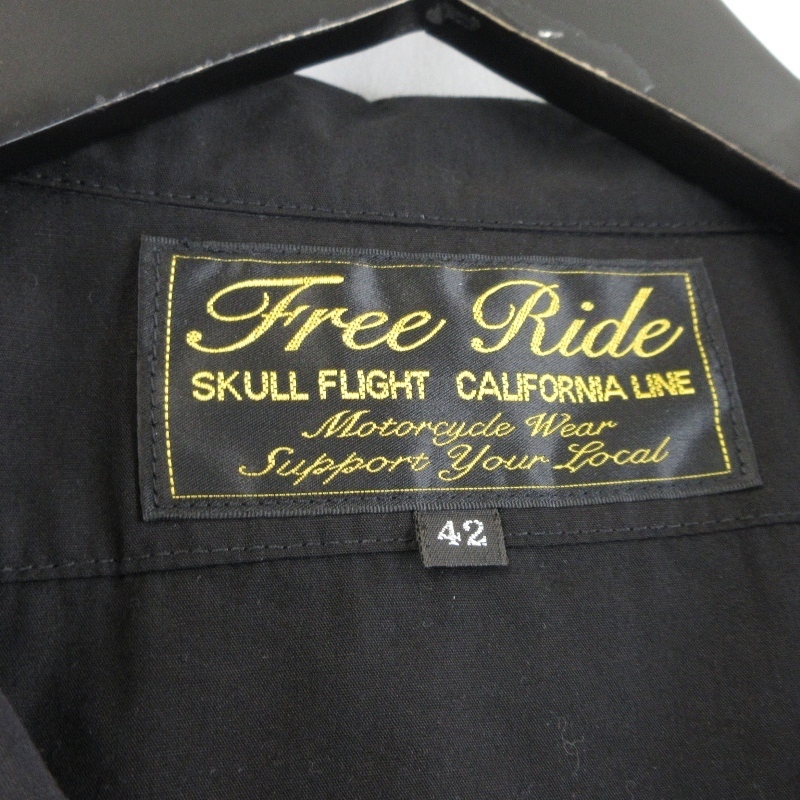 Free Ride
SKULL FLIGHT CALIFORNIA LINE
Motorcycle Wear
Support Your Local
42